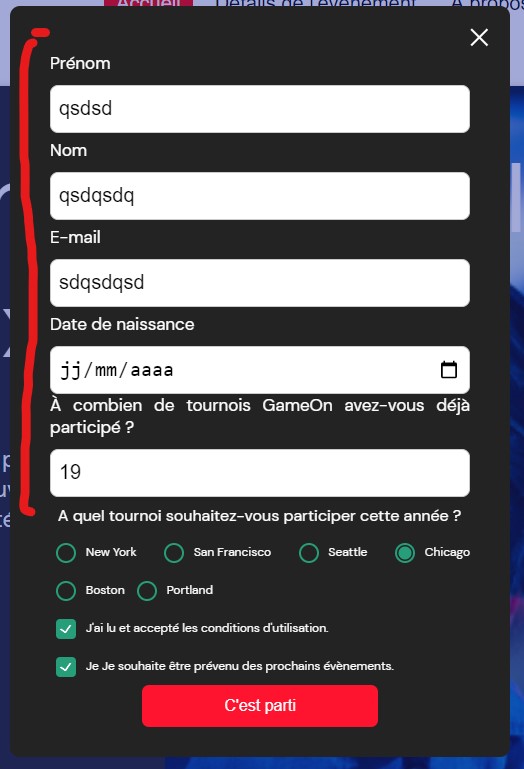 Accueil Détails de l'évènement À propos
Prénom
qsdsd
Nom
qsdqsdq
E-mail
sdqsdqsd
Date de naissance
jj/mm/aaaa
À combien de tournois GameOn avez-vous déjà
participé ?
19
A quel tournoi souhaitez-vous participer cette année ?
New York San Francisco Seattle Chicago
Boston Portland
J'ai lu et accepté les conditions d'utilisation.
Je Je souhaite être prévenu des prochains évènements.
C'est parti